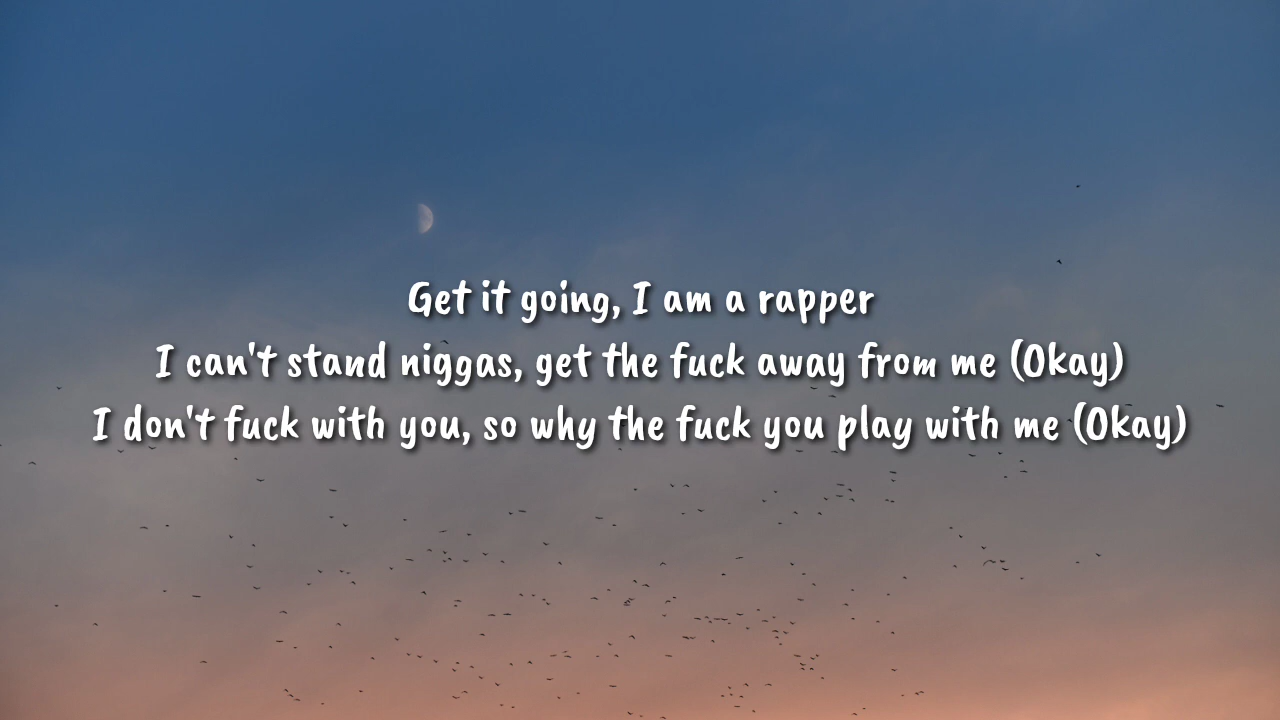 Get it going, I am a rapper
I can't stand niggas, get the fuck away from me (Okay)
I don't fuck with you, so why the fuck you play with me (Okay)